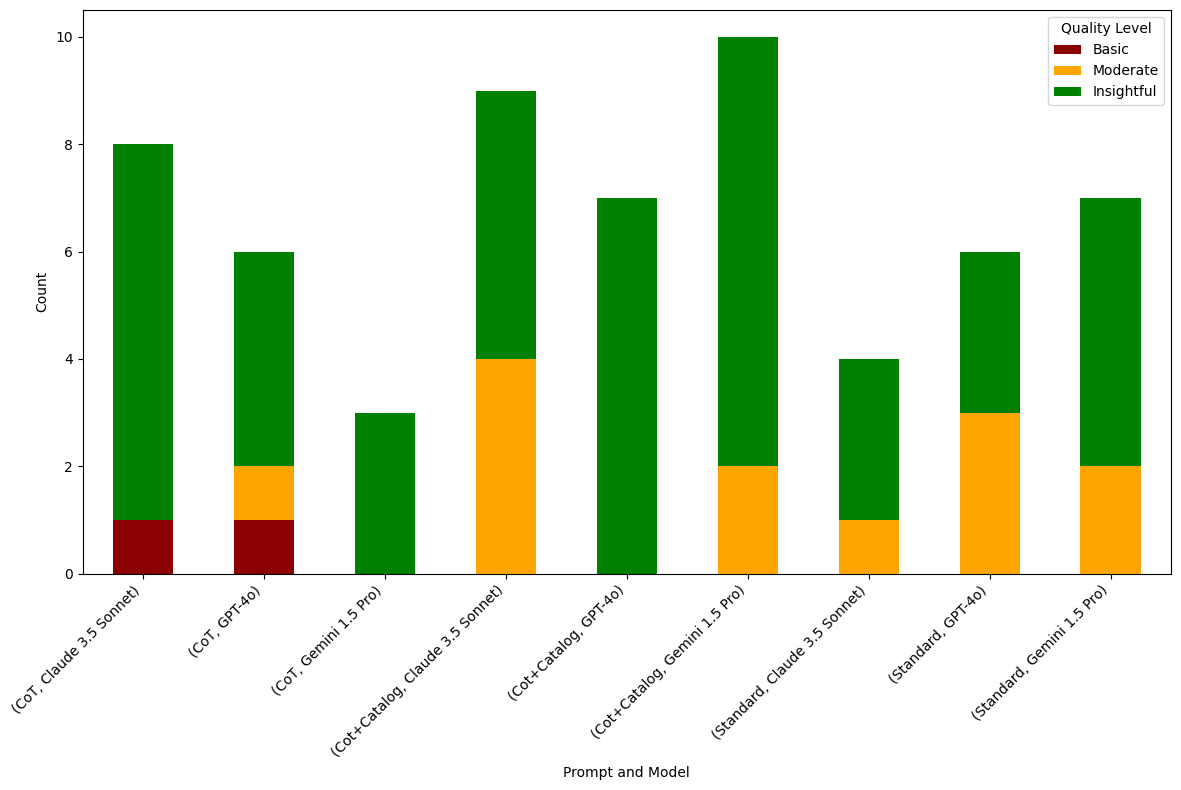 Quality Level
Basic
Moderate
Insightful
10
8
6
4
2
0
Count
(CoT, Claude 3.5 Sonnet)
(CoT, GPT-4o)
(CoT, Gemini 1.5 Pro)
(Cot+Catalog, Claude 3.5 Sonnet)
(Cot+Catalog, GPT-4o)
(Cot+Catalog, Gemini 1.5 Pro)
(Standard, Claude 3.5 Sonnet)
(Standard, GPT-4o)
(Standard, Gemini 1.5 Pro)
Prompt and Model